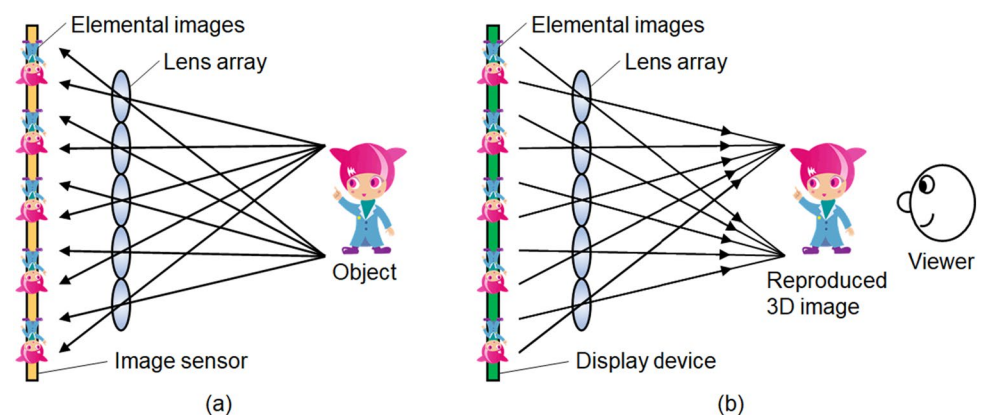 Elemental images
Lens array
Object
Image sensor
(a)
Elemental images
Lens array
Reproduced
3D image
Viewer
Display device
(b)